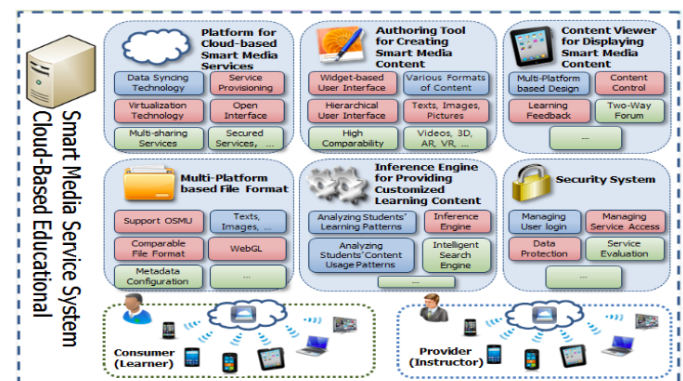 Smart Media Service System
Cloud-Based Educational
Platform for
Cloud-based
Smart Media
Services
Data Syncing
Technology
Service
Provisioning
Virtualization
Technology
Open
Interface
Multi-sharing
Services
Secured
Services, ...
Authoring Tool
for Creating
Smart Media
Content
Widget-based
User Interface
Various Formats
of Content
Hierarchical
User Interface
Texts, Images,
Pictures
High
Comparability
Videos, 3D,
AR, VR, ...
Content Viewer
for Displaying
Smart Media
Content
Multi-Platform
based Design
Content
Control
Learning
Feedback
Two-Way
Forum
...
Multi-Platform
based File Format
Support OSMU
Texts,
Images, ...
Comparable
File Format
WebGL
Metadata
Configuration
...
Inference Engine
for Providing
Customized
Learning Content
Analyzing Students'
Learning Patterns
Inference
Engine
Analyzing
Students' Content
Usage Patterns
Intelligent
Search
Engine
...
Security System
Managing
User login
Managing
Service Access
Data
Protection
Service
Evaluation
...
Consumer
(Learner)
Provider
(Instructor)